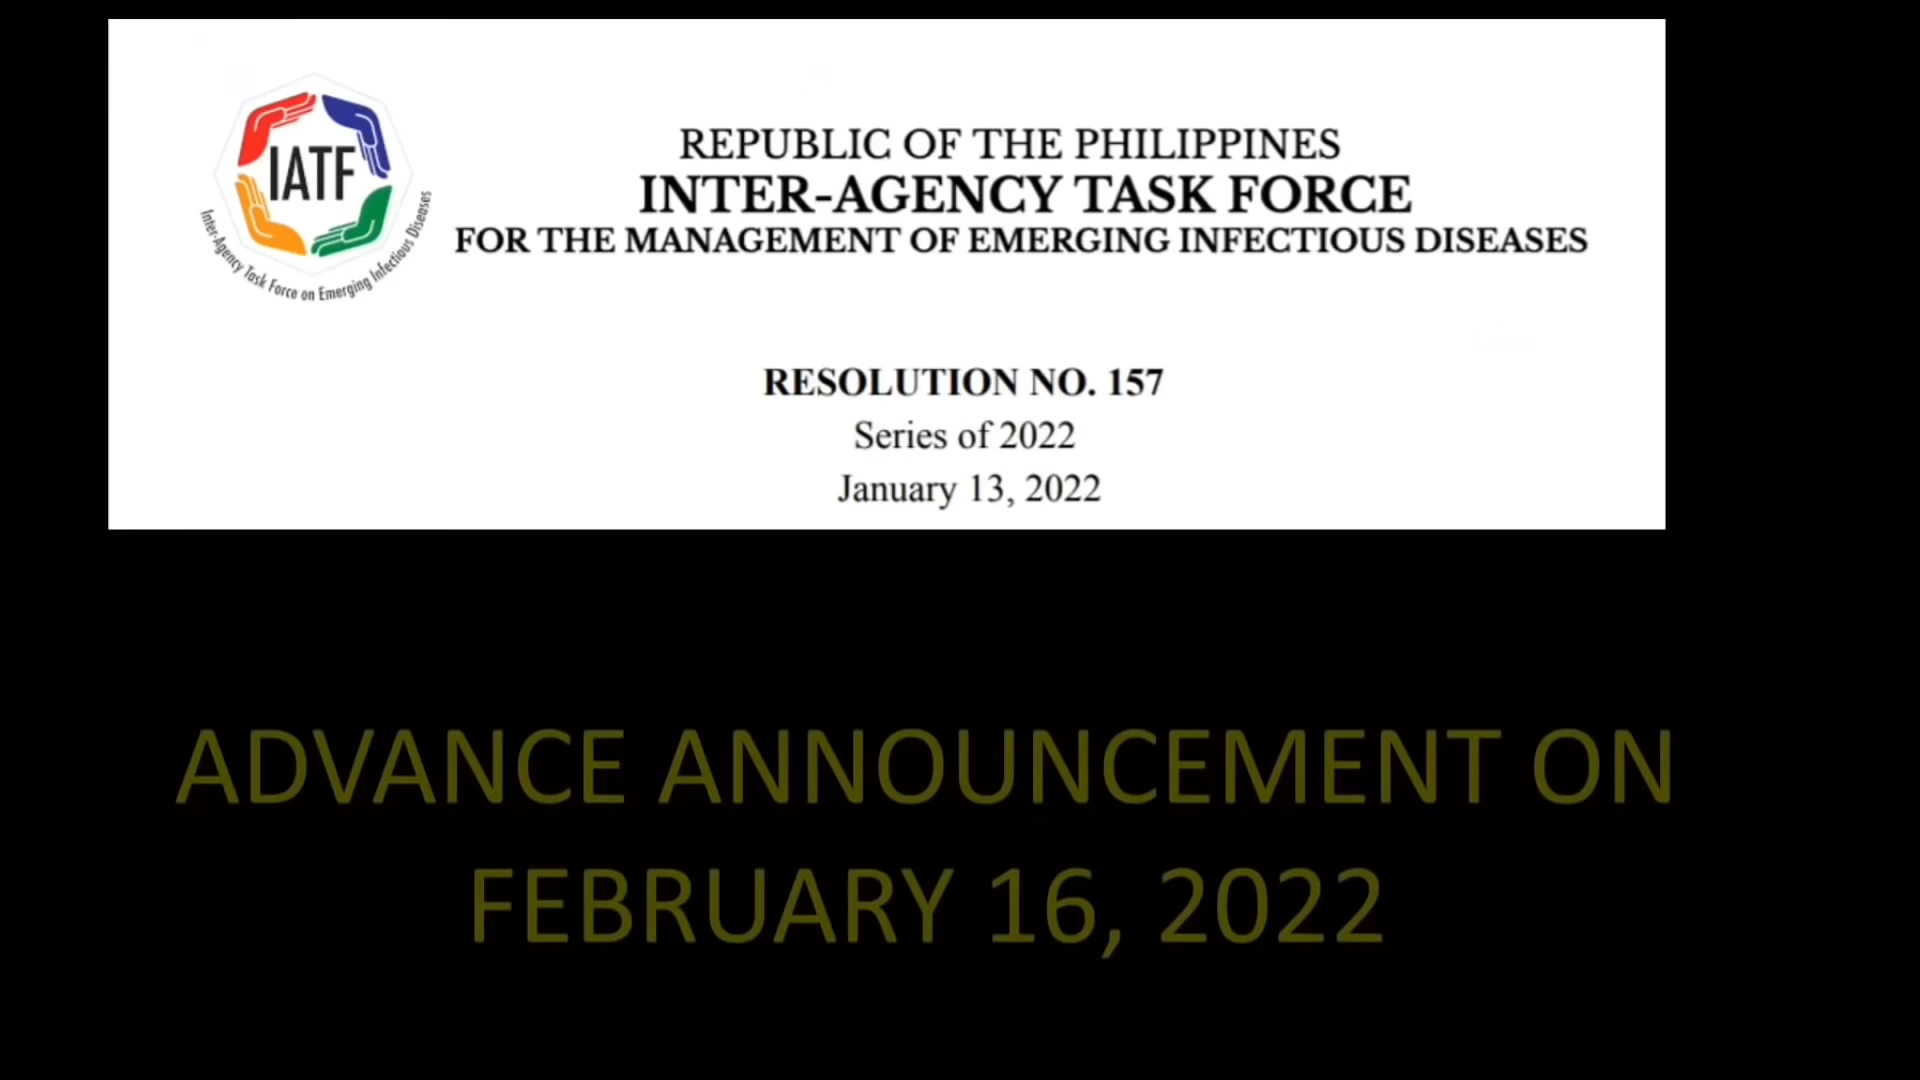 IATF
Inter-Agency Task Force on Emerging Infectious Diseases
REPUBLIC OF THE PHILIPPINES
INTER-AGENCY TASK FORCE
FOR THE MANAGEMENT OF EMERGING INFECTIOUS DISEASES
RESOLUTION NO. 157
Series of 2022
January 13, 2022
ADVANCE ANNOUNCEMENT ON
FEBRUARY 16, 2022